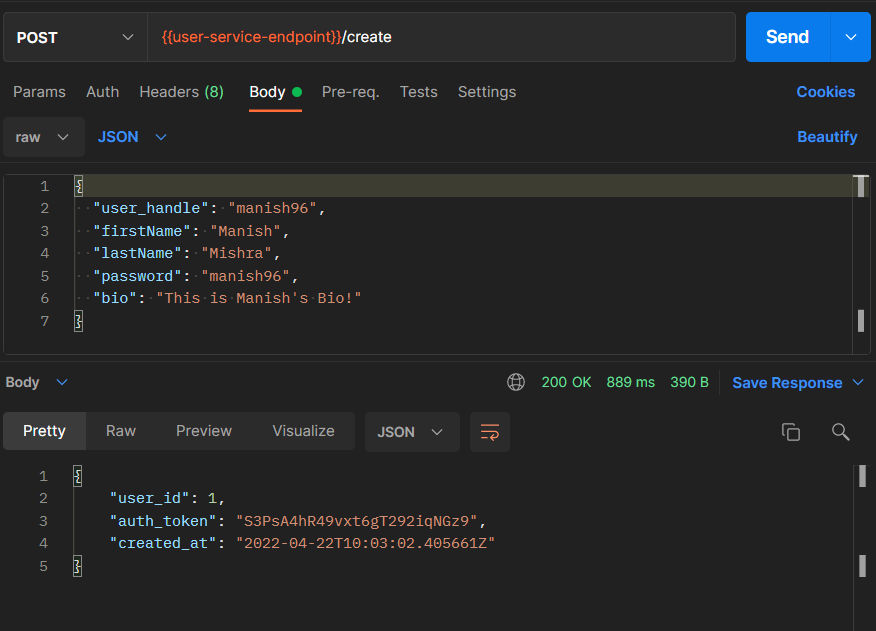 POST {{user-service-endpoint}}/create Send
Params Auth Headers (8) Body Pre-req. Tests Settings Cookies
raw JSON Beautify
1 {
2 "user_handle": "manish96",
3 "firstName": "Manish",
4 "lastName": "Mishra",
5 "password": "manish96",
6 "bio": "This is Manish's Bio!"
7 }
Body 200 OK 889 ms 390 B Save Response
Pretty Raw Preview Visualize JSON
1 {
2 "user_id": 1,
3 "auth_token": "S3PsA4hR49vxt6gT292iqNGz9",
4 "created_at": "2022-04-22T10:03:02.405661Z"
5 }